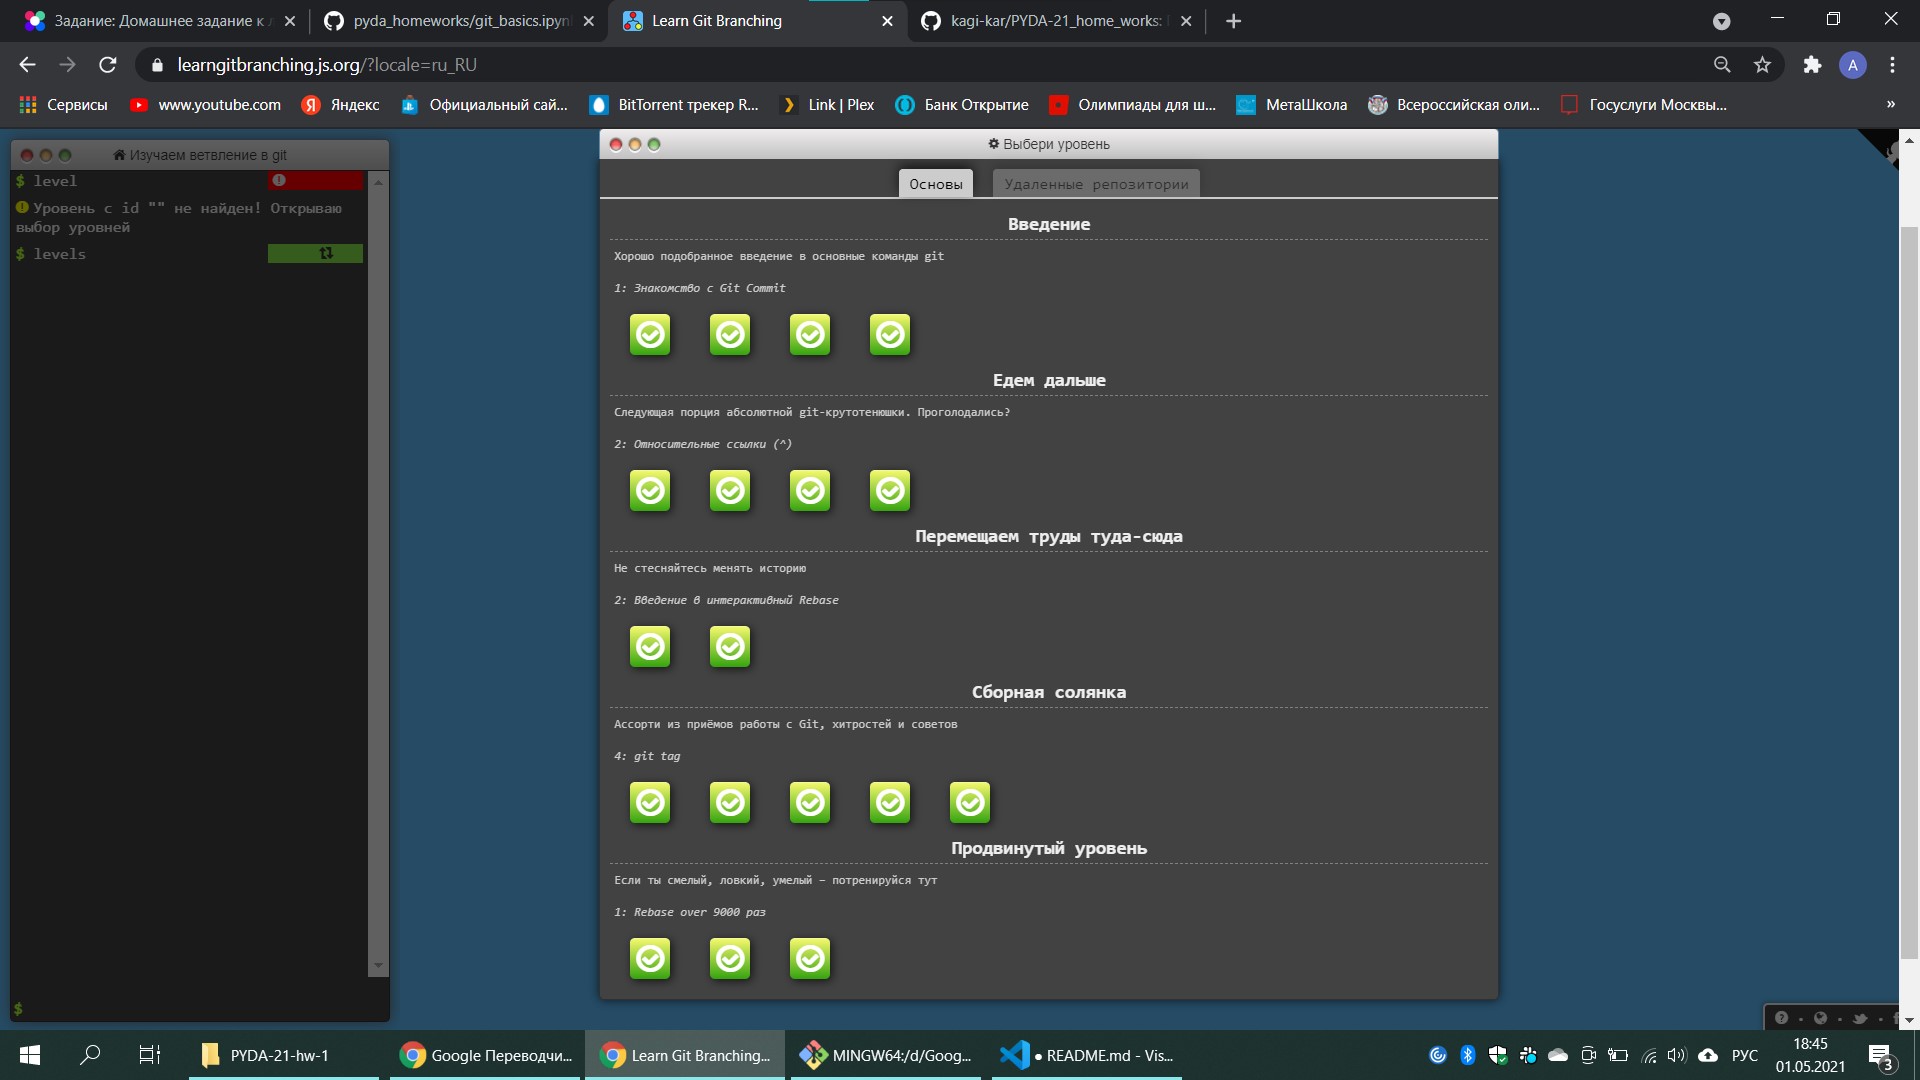 Задание: Домашнее задание к л
pyda_homeworks/git_basics.ipyn
Learn Git Branching
kagi-kar/PYDA-21_home_works:
learngitbranching.js.org/?locale=ru_RU
A
Сервисы
www.youtube.com
Яндекс
Официальный сай...
BitTorrent трекер R...
Link | Plex
Банк Открытие
Олимпиады для ш...
МетаШкола
Всероссийская оли...
Госуслуги Москвы...
»
Изучаем ветвление в git
$ level
Уровень с id "" не найден! Открываю
выбор уровней
$ levels
$
Выбери уровень
Основы
Удаленные репозитории
Введение
Хорошо подобранное введение в основные команды git
1: Знакомство с Git Commit
Едем дальше
Следующая порция абсолютной git-крутотенюшки. Проголодались?
2: Относительные ссылки (^)
Перемещаем труды туда-сюда
Не стесняйтесь менять историю
2: Введение в интерактивный Rebase
Сборная солянка
Ассорти из приёмов работы с Git, хитростей и советов
4: git tag
Продвинутый уровень
Если ты смелый, ловкий, умелый – потренируйся тут
1: Rebase over 9000 раз
PYDA-21-hw-1
Google Переводчи...
Learn Git Branching...
MINGW64:/d/Goog...
● README.md - Vis...
РУС
18:45
01.05.2021
3